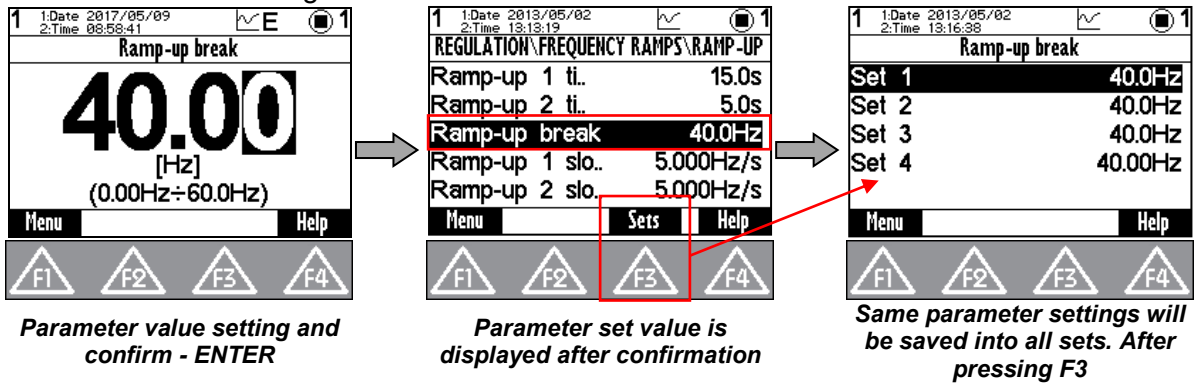 1 1:Date 2017/05/09 E 1
2:Time 08:58:41
Ramp-up break
40.00
[Hz]
(0.00Hz÷60.0Hz)
Menu Help
F1 F2 F3 F4
Parameter value setting and
confirm - ENTER
1 1:Date 2013/05/02 1
2:Time 13:13:19
REGULATION\FREQUENCY RAMPS\RAMP-UP
Ramp-up 1 ti.. 15.0s
Ramp-up 2 ti.. 5.0s
Ramp-up break 40.0Hz
Ramp-up 1 slo.. 5.000Hz/s
Ramp-up 2 slo.. 5.000Hz/s
Menu Sets Help
F1 F2 F3 F4
Parameter set value is
displayed after confirmation
1 1:Date 2013/05/02 1
2:Time 13:16:38
Ramp-up break
Set 1 40.0Hz
Set 2 40.0Hz
Set 3 40.0Hz
Set 4 40.00Hz
Menu Help
F1 F2 F3 F4
Same parameter settings will
be saved into all sets. After
pressing F3